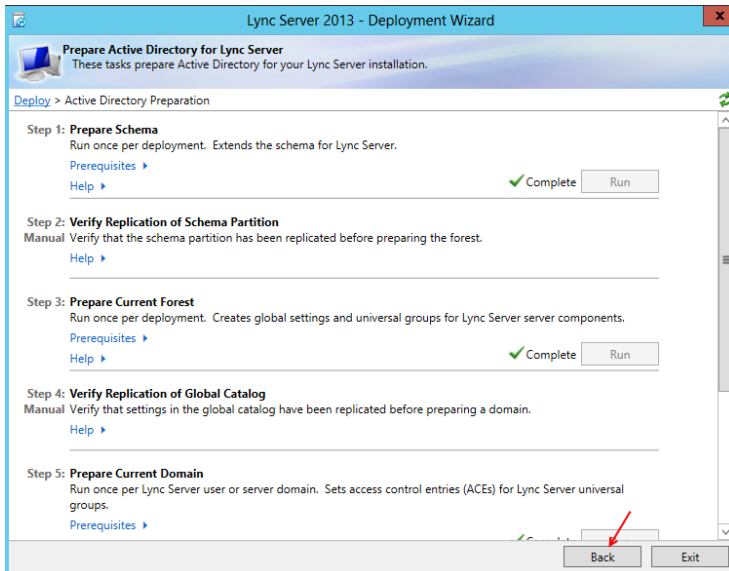 Lync Server 2013 - Deployment Wizard
x
Prepare Active Directory for Lync Server
These tasks prepare Active Directory for your Lync Server installation.
Deploy > Active Directory Preparation
Step 1: Prepare Schema
Run once per deployment. Extends the schema for Lync Server.
Prerequisites
Help
Complete Run
Step 2: Verify Replication of Schema Partition
Manual Verify that the schema partition has been replicated before preparing the forest.
Help
Step 3: Prepare Current Forest
Run once per deployment. Creates global settings and universal groups for Lync Server server components.
Prerequisites
Help
Complete Run
Step 4: Verify Replication of Global Catalog
Manual Verify that settings in the global catalog have been replicated before preparing a domain.
Help
Step 5: Prepare Current Domain
Run once per Lync Server user or server domain. Sets access control entries (ACEs) for Lync Server universal
groups.
Prerequisites
Back Exit